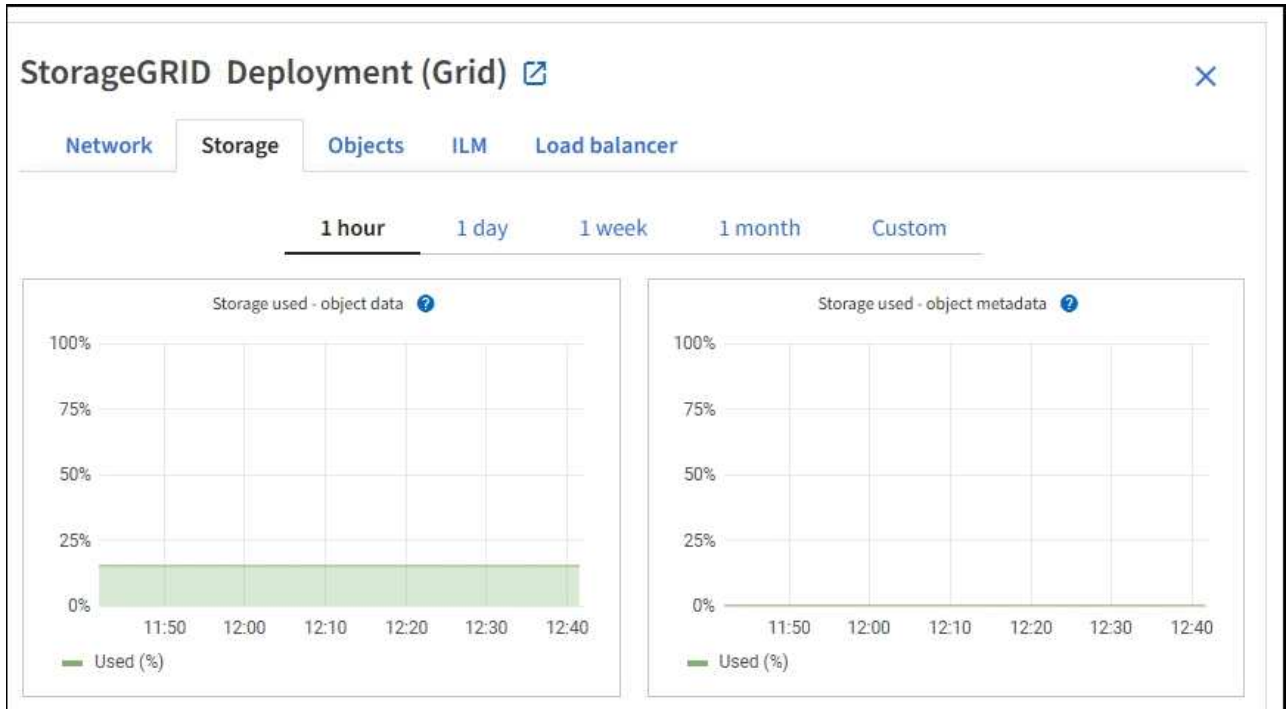 StorageGRID Deployment (Grid)
Network Storage Objects ILM Load balancer
1 hour 1 day 1 week 1 month Custom
Storage used - object data ?
100%
75%
50%
25%
0%
11:50 12:00 12:10 12:20 12:30 12:40
Used (%)
Storage used - object metadata ?
100%
75%
50%
25%
0%
11:50 12:00 12:10 12:20 12:30 12:40
Used (%)